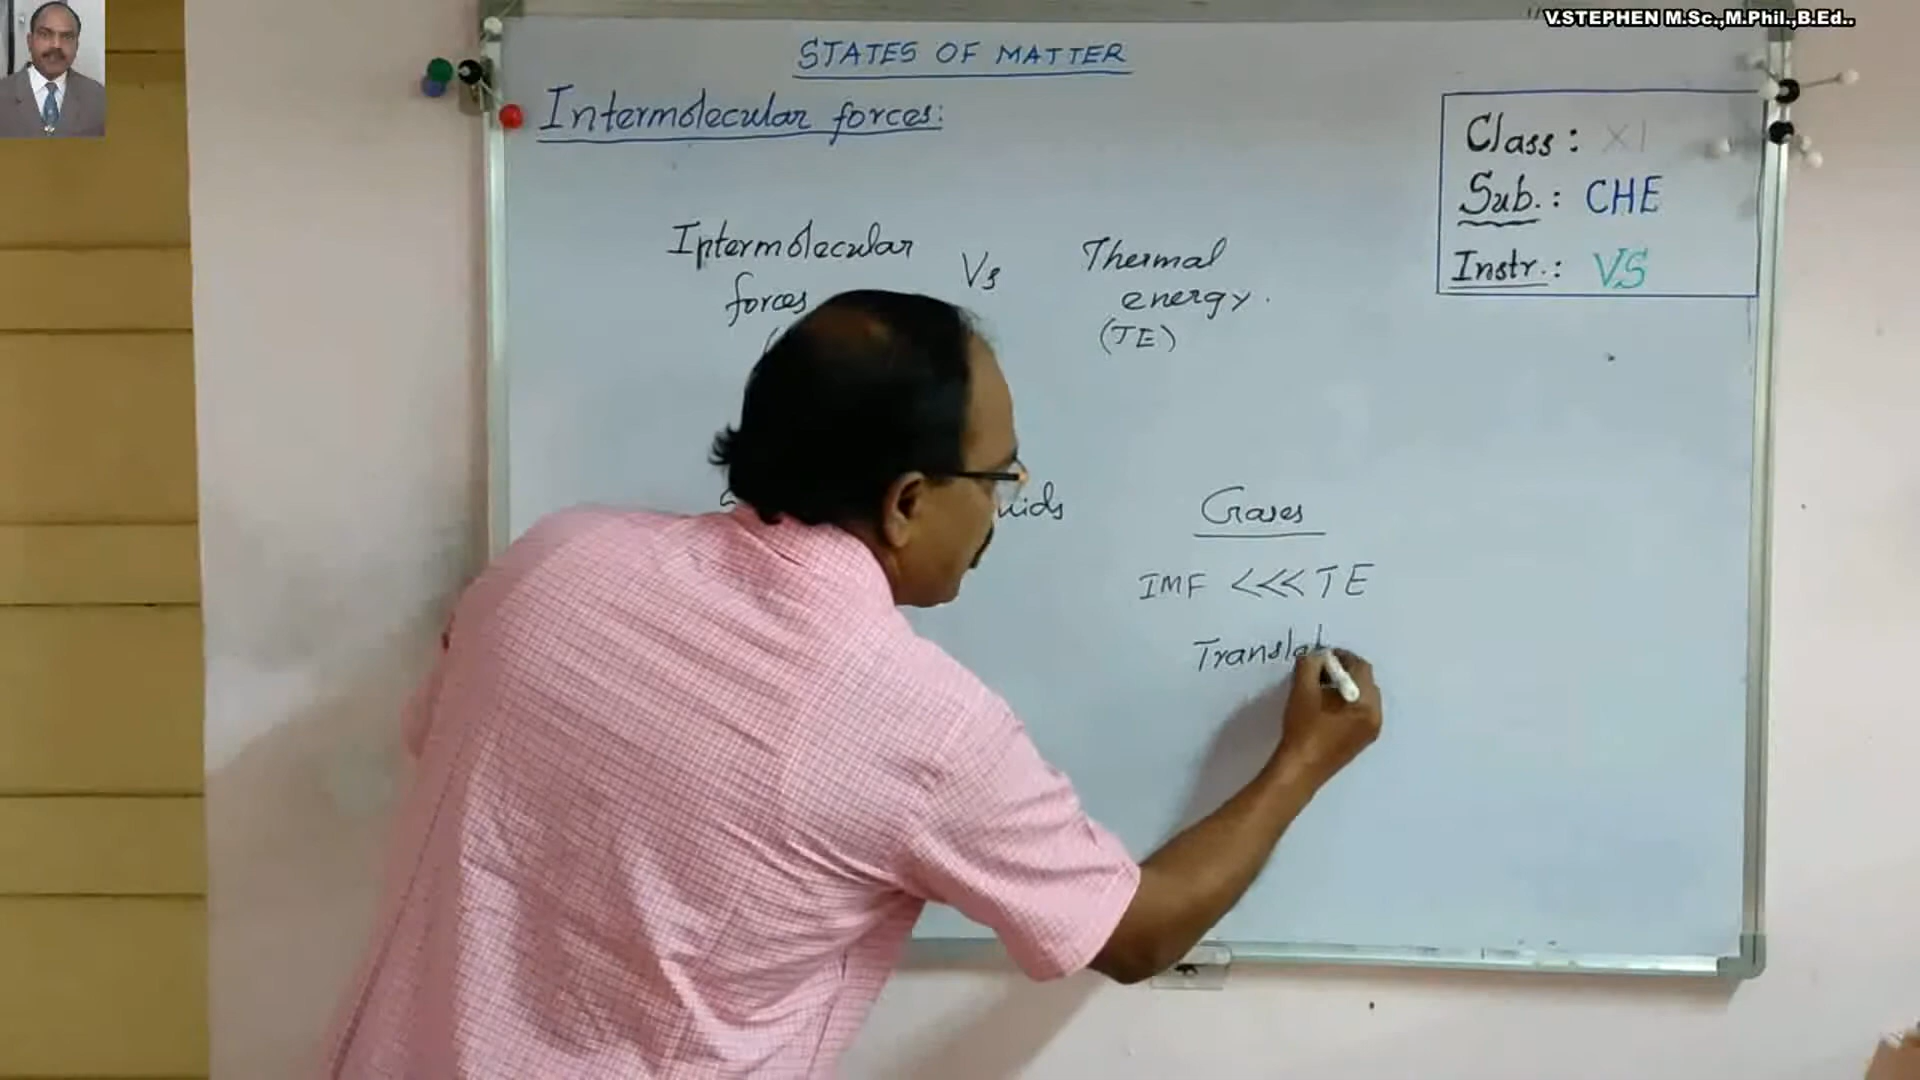 V.STEPHEN M.Sc.,M.Phil.,B.Ed..
STATES OF MATTER
Intermolecular forces:
Class: XI
Sub.: CHE
Instr.: VS
Intermolecular forces
Vs
Thermal energy.
(TE)
Gases
IMF <<< TE